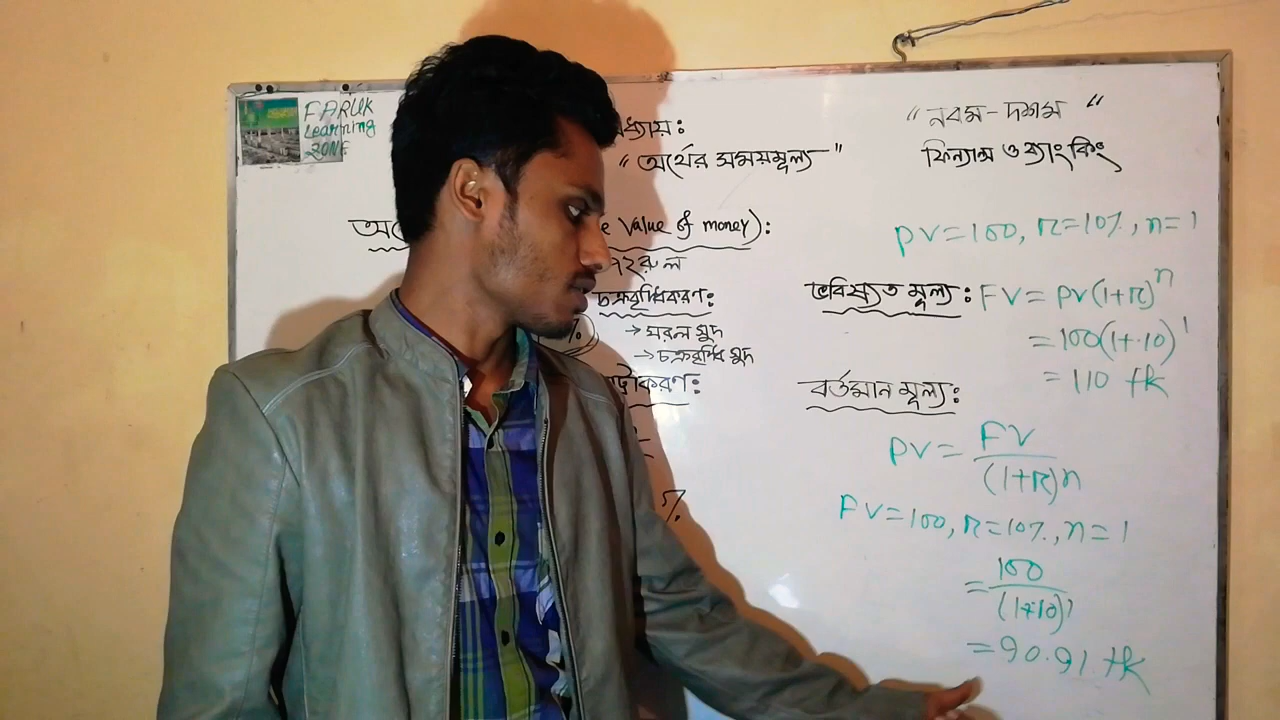 FARUK
Learning
ZONE
ধ্যায়:
"অর্থের সময়মূল্য"
Value of money):
চক্রবৃদ্ধিকরণ:
→ সরল সুদ
→ চক্রবৃদ্ধি সুদ
"নবম-দশম"
ফিন্যান্স ও ব্যাংকিং
PV=100, r=10%, n=1
ভবিষ্যত মূল্য: FV = PV(1+r)^n
=100(1+.10)^1
= 110 tk
বর্তমান মূল্য:
PV = FV/(1+r)n
FV=100, r=10%, n=1
= 100/(1+.10)^1
=90.91 tk